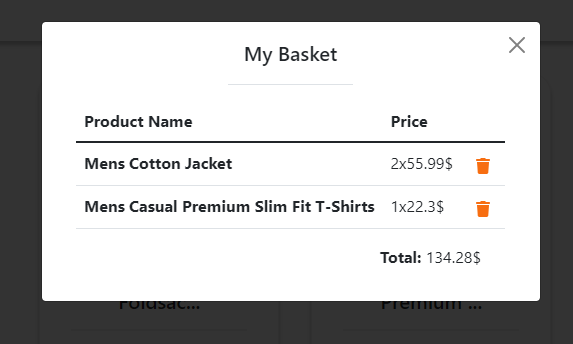 My Basket
Product Name Price
Mens Cotton Jacket 2x55.99$
Mens Casual Premium Slim Fit T-Shirts 1x22.3$
Total: 134.28$
Foldsac... Premium ...